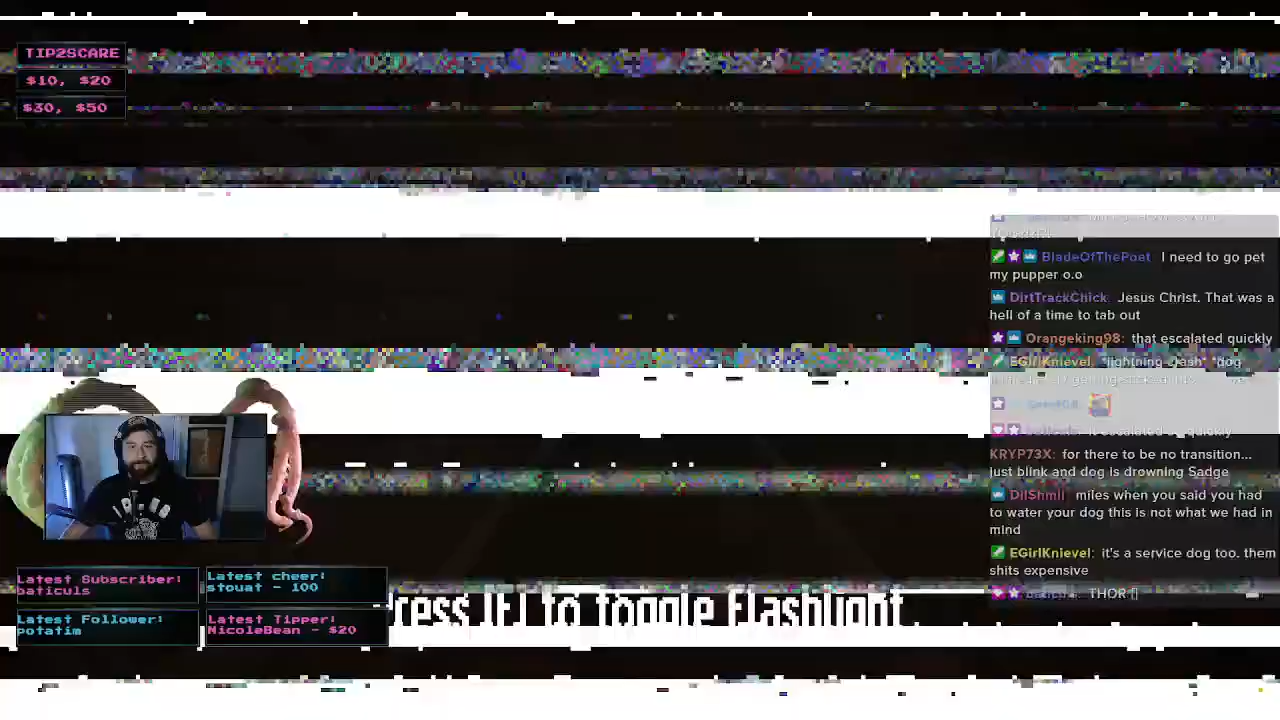 TIP2SCARE
$10, $20
$30, $50
BladeOfThePoet I need to go pet
my pupper o.o
DirtTrackChick: Jesus Christ. That was a
hell of a time to tab out
Orangeking98: that escalated quickly
EGirlKnievel: *lightning *dog
quickly
KRYP73X: for there to be no transition...
just blink and dog is drowning Sadge
DilShmil miles when you said you had
to water your dog this is not what we had in
mind
EGirlKnievel: it's a service dog too. them
shits expensive
THOR
Latest Subscriber:
baticuls
Latest cheer:
stouat - 100
Latest Follower:
potatim
Latest Tipper:
NicoleBean - $20
to toggle Flashlight